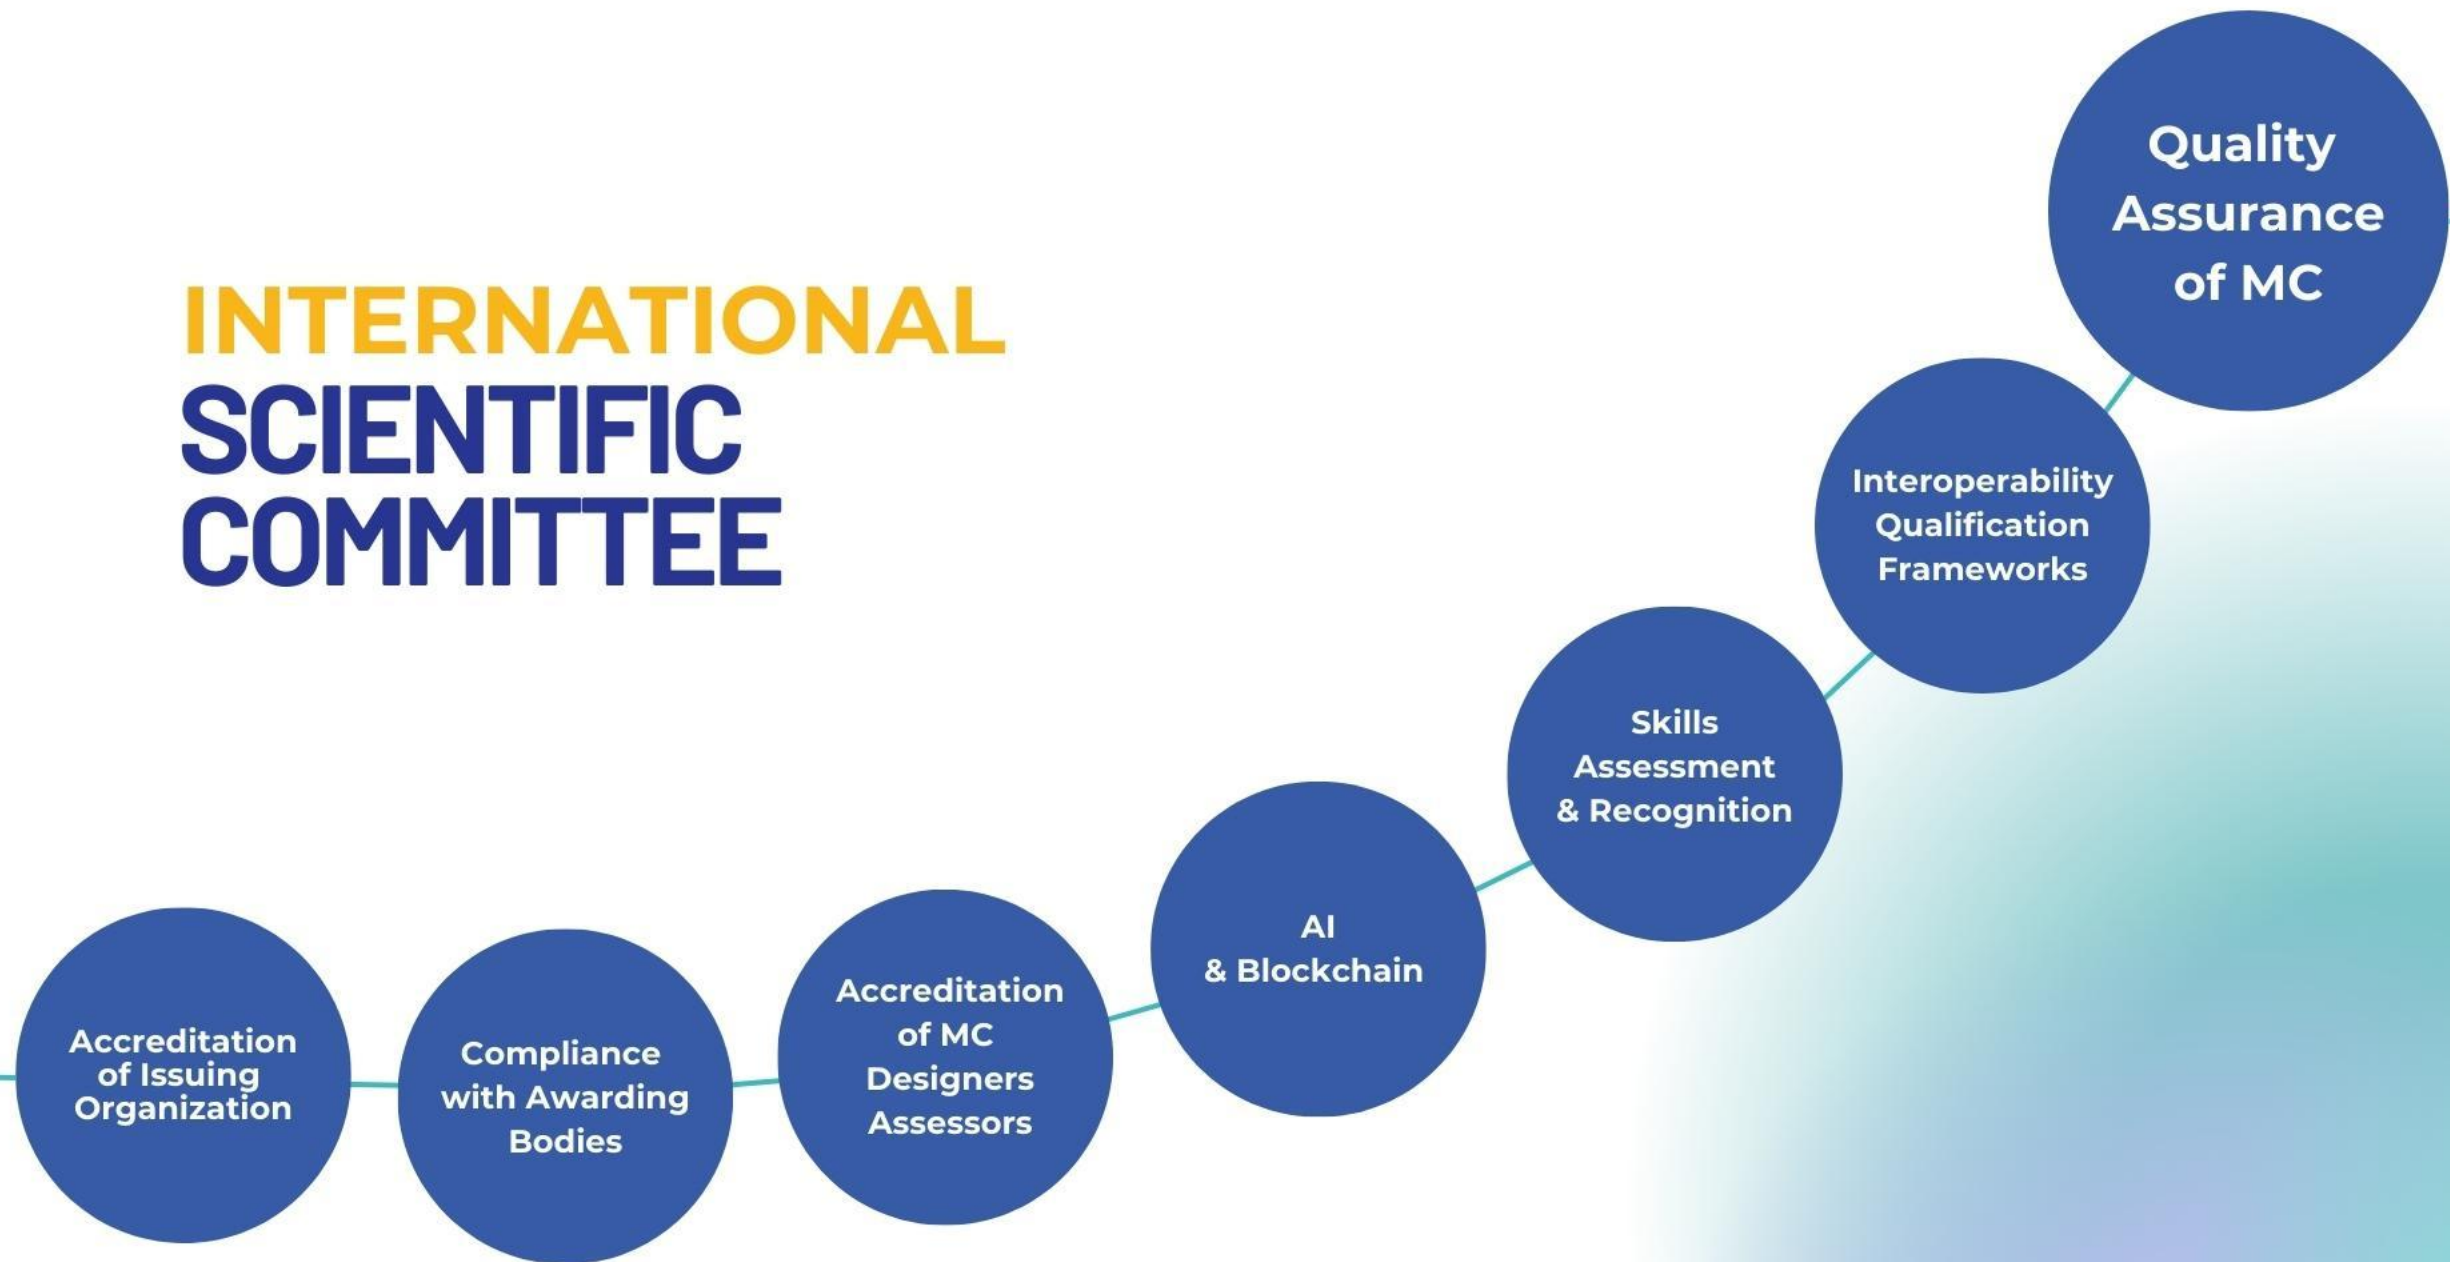 INTERNATIONAL
SCIENTIFIC
COMMITTEE
Accreditation
of Issuing
Organization
Compliance
with Awarding
Bodies
Accreditation
of MC
Designers
Assessors
AI
& Blockchain
Skills
Assessment
& Recognition
Interoperability
Qualification
Frameworks
Quality
Assurance
of MC